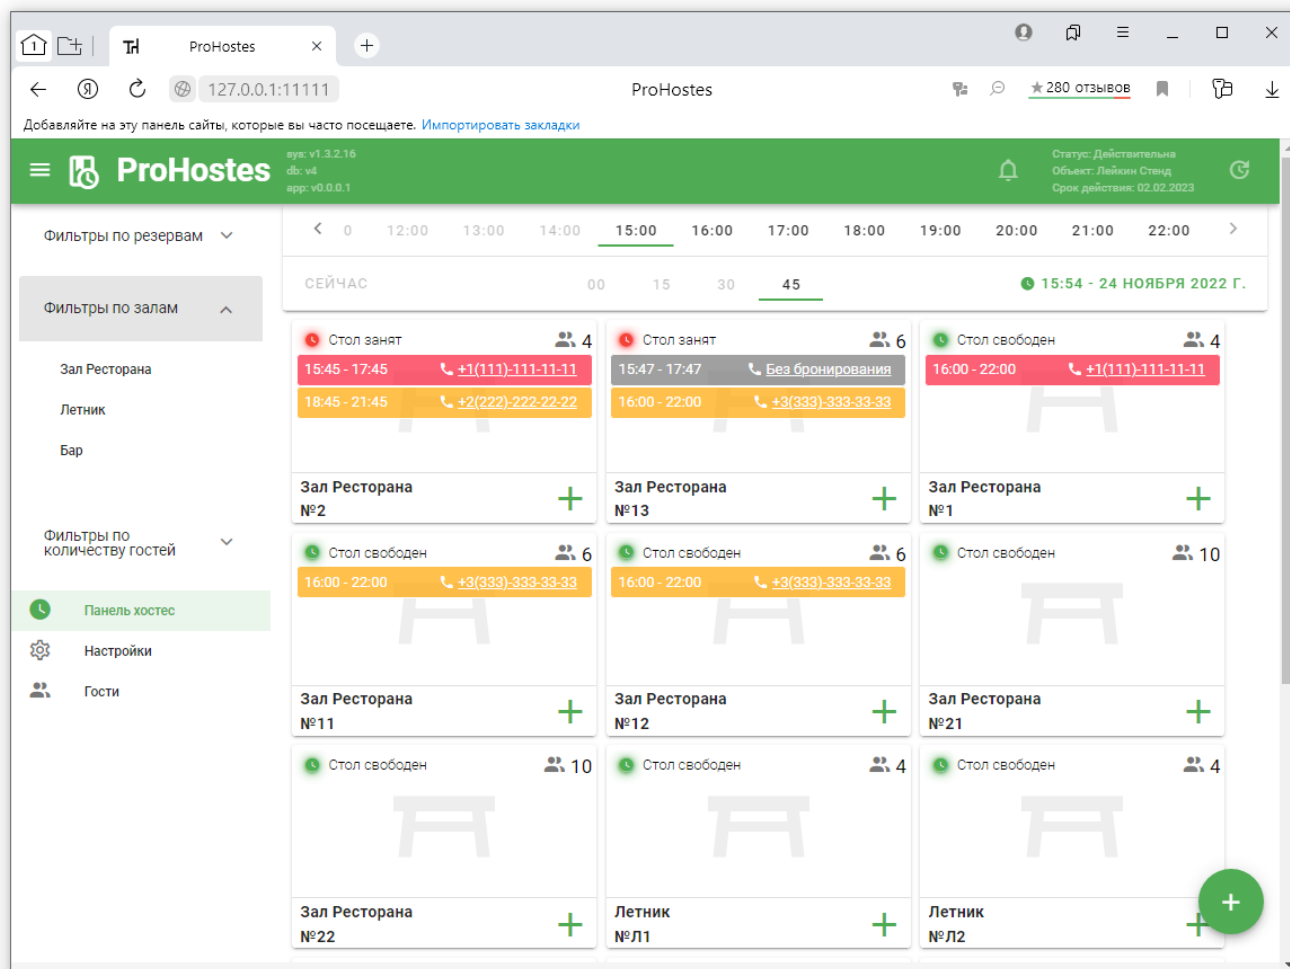 1
TH
ProHostes
Я
127.0.0.1:11111
ProHostes
280 отзывов
Добавляйте на эту панель сайты, которые вы часто посещаете. Импортировать закладки
ProHostes
sys: v1.3.2.16
db: v4
app: v0.0.0.1
Статус: Действительна
Объект: Лейкин Стенд
Срок действия: 02.02.2023
Фильтры по резервам
Фильтры по залам
Зал Ресторана
Летник
Бар
Фильтры по
количеству гостей
Панель хостес
Настройки
Гости
0 12:00 13:00 14:00 15:00 16:00 17:00 18:00 19:00 20:00 21:00 22:00
СЕЙЧАС 00 15 30 45 15:54 - 24 НОЯБРЯ 2022 Г.
Стол занят 4
15:45 - 17:45 +1(111)-111-11-11
18:45 - 21:45 +2(222)-222-22-22
Зал Ресторана
№2
Стол занят 6
15:47 - 17:47 Без бронирования
16:00 - 22:00 +3(333)-333-33-33
Зал Ресторана
№13
Стол свободен 4
16:00 - 22:00 +1(111)-111-11-11
Зал Ресторана
№1
Стол свободен 6
16:00 - 22:00 +3(333)-333-33-33
Зал Ресторана
№11
Стол свободен 6
16:00 - 22:00 +3(333)-333-33-33
Зал Ресторана
№12
Стол свободен 10
Зал Ресторана
№21
Стол свободен 10
Зал Ресторана
№22
Стол свободен 4
Летник
№Л1
Стол свободен 4
Летник
№Л2